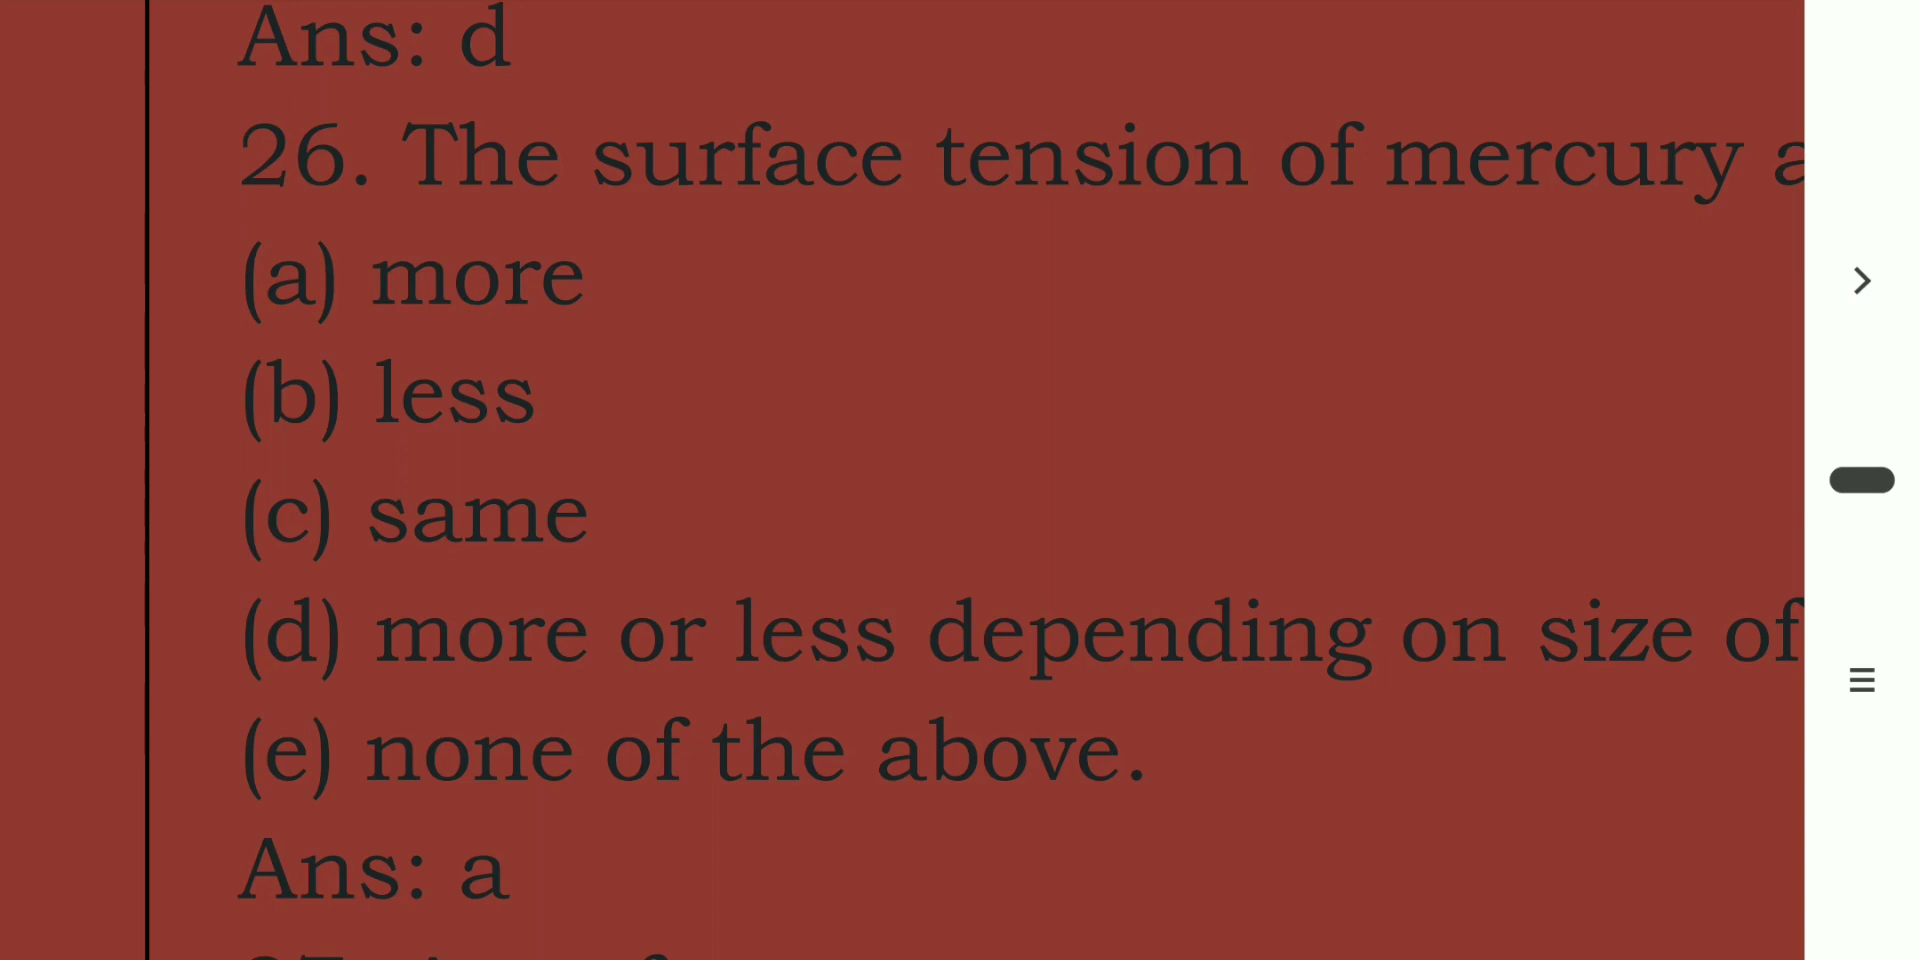 Ans: d
26. The surface tension of mercury
(a) more
(b) less
(c) same
(d) more or less depending on size of
(e) none of the above.
Ans: a